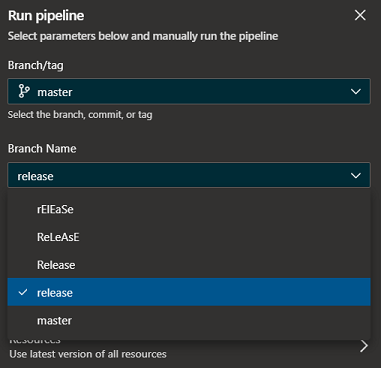 Run pipeline
Select parameters below and manually run the pipeline
Branch/tag
master
Select the branch, commit, or tag
Branch Name
release
rElEaSe
ReLeAsE
Release
release
master
Resources
Use latest version of all resources